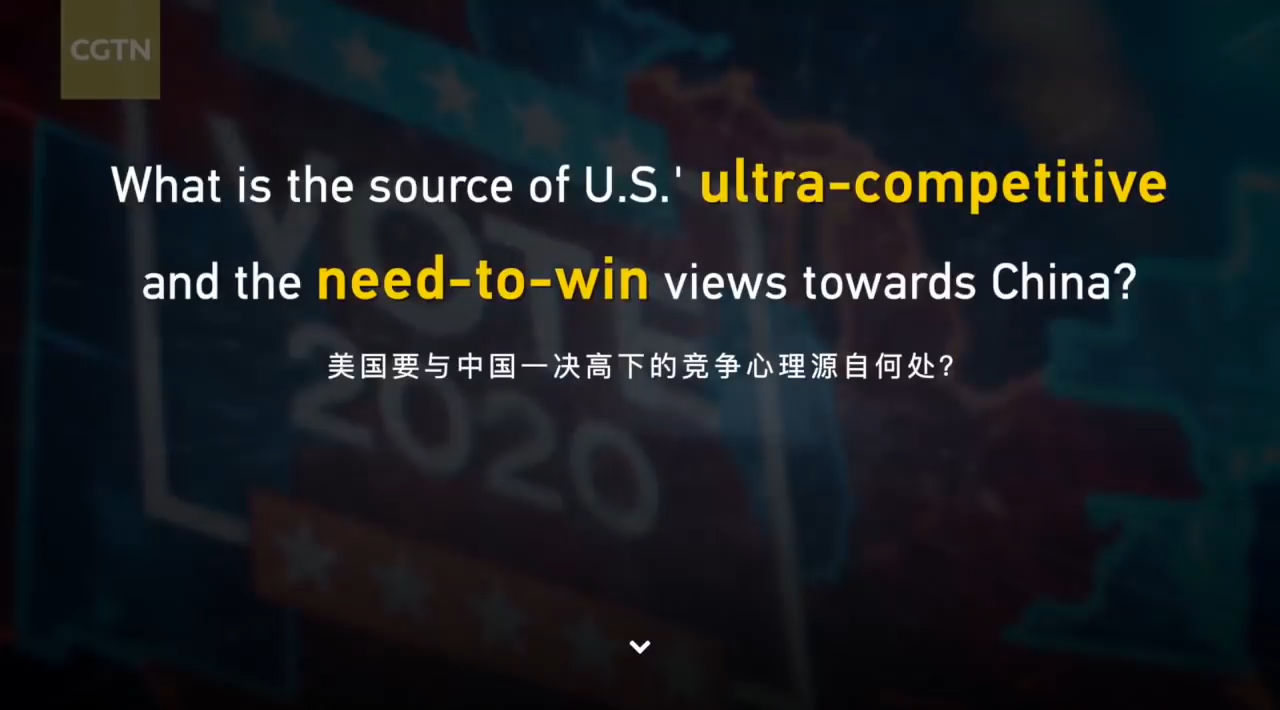 CGTN
What is the source of U.S.' ultra-competitive
and the need-to-win views towards China?
美国要与中国一决高下的竞争心理源自何处?
VOTE
2020